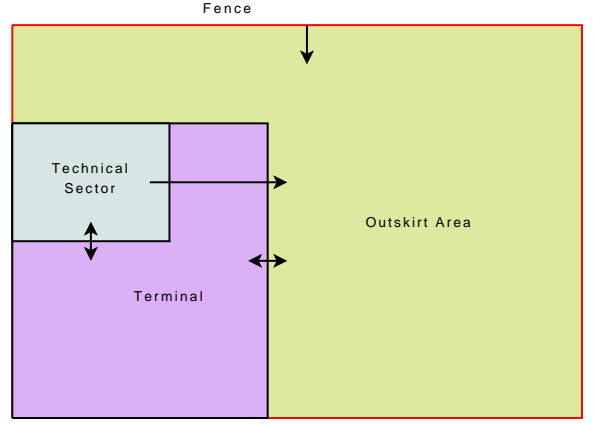 Fence
Technical
Sector
Outskirt Area
Terminal